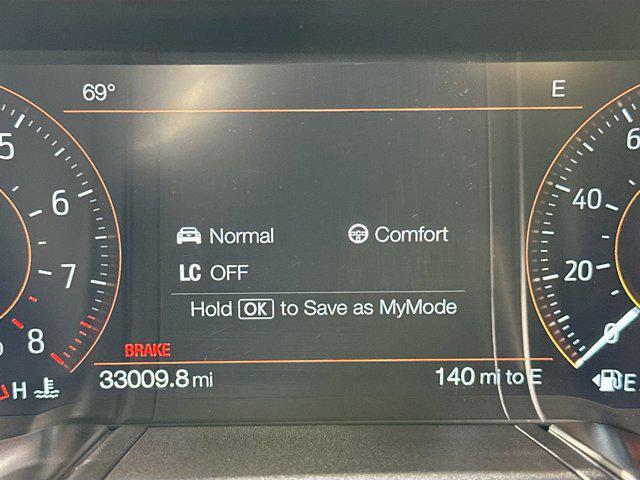 69° E
5
6
7
8
H
60
40
20
0
Normal Comfort
LC OFF
Hold OK to Save as MyMode
BRAKE
33009.8 mi 140 mi to E
E